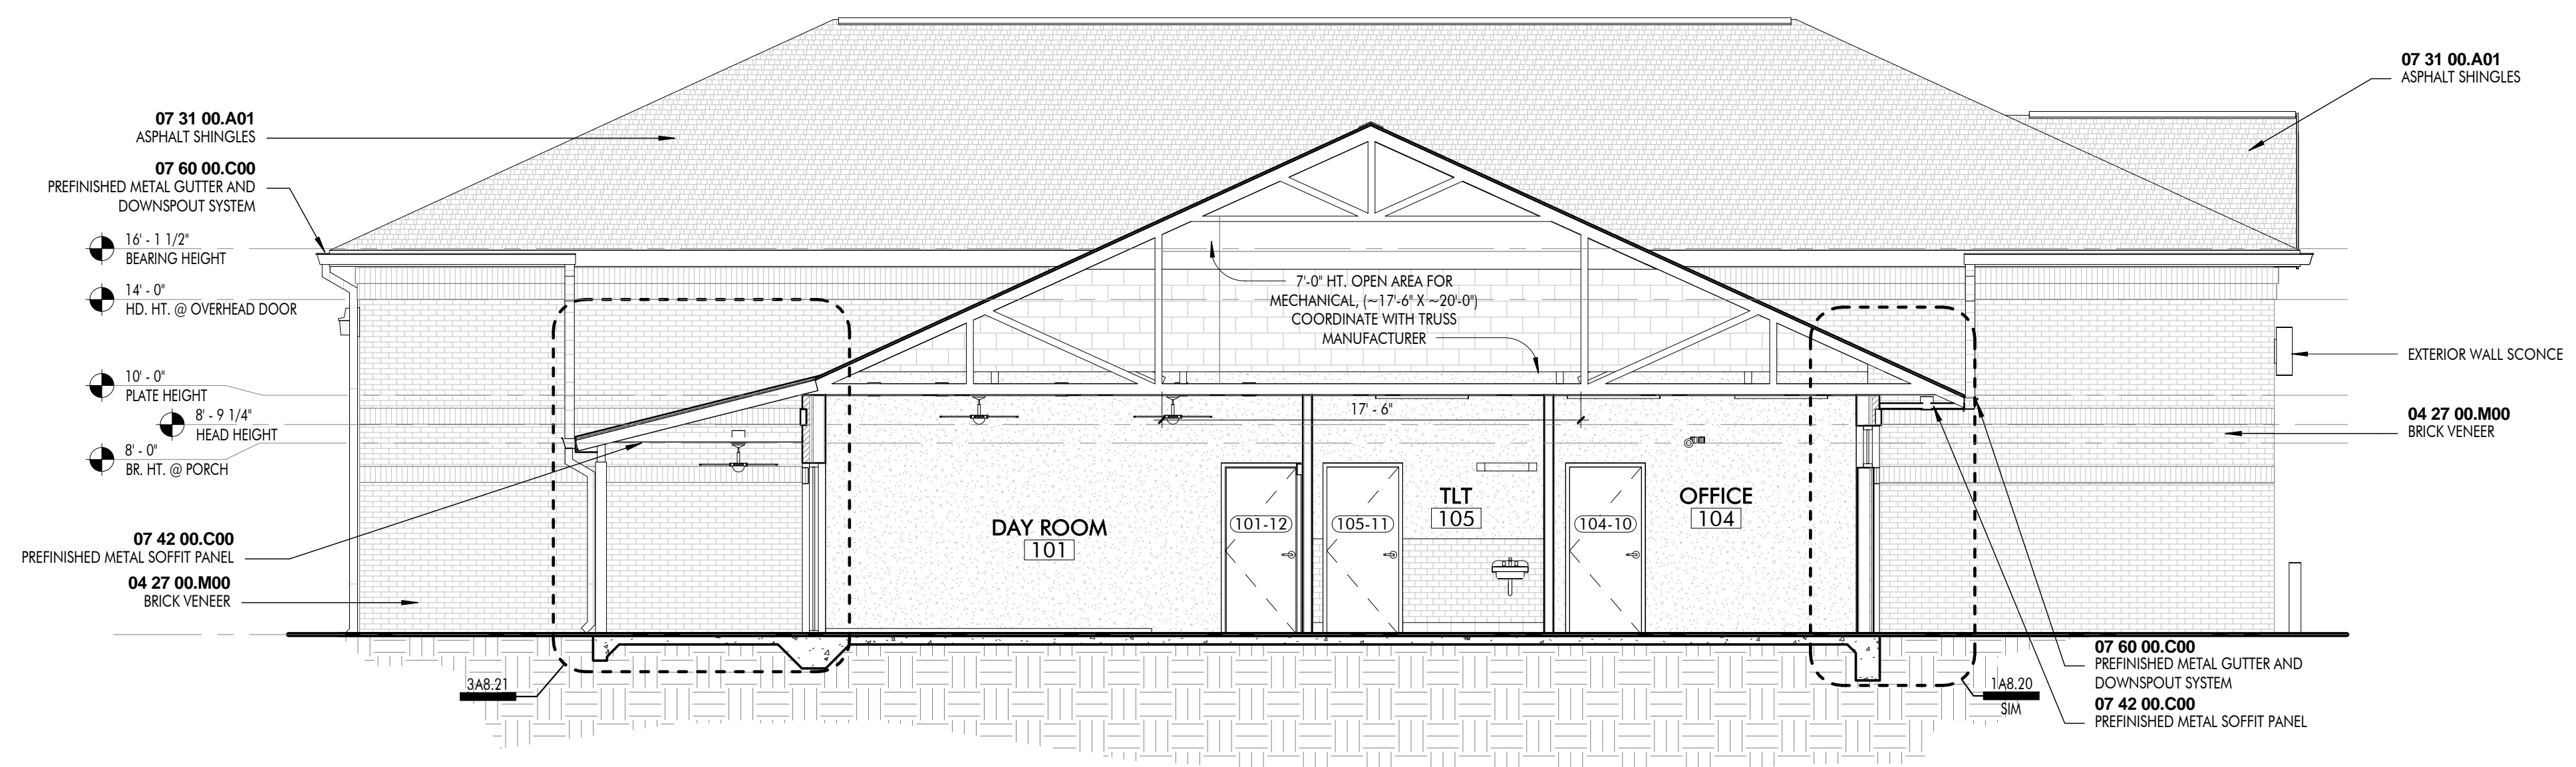 07 31 00.A01
ASPHALT SHINGLES
07 60 00.C00
PREFINISHED METAL GUTTER AND
DOWNSPOUT SYSTEM
16' - 1 1/2"
BEARING HEIGHT
14' - 0"
HD. HT. @ OVERHEAD DOOR
10' - 0"
PLATE HEIGHT
8' - 9 1/4"
HEAD HEIGHT
8' - 0"
BR. HT. @ PORCH
07 42 00.C00
PREFINISHED METAL SOFFIT PANEL
04 27 00.M00
BRICK VENEER
3A8.21
7'-0" HT. OPEN AREA FOR
MECHANICAL, (~17'-6" X ~20'-0")
COORDINATE WITH TRUSS
MANUFACTURER
17' - 6"
DAY ROOM
101
101-12
105-11
TLT
105
104-10
OFFICE
104
07 31 00.A01
ASPHALT SHINGLES
EXTERIOR WALL SCONCE
04 27 00.M00
BRICK VENEER
07 60 00.C00
PREFINISHED METAL GUTTER AND
DOWNSPOUT SYSTEM
07 42 00.C00
PREFINISHED METAL SOFFIT PANEL
1A8.20
SIM